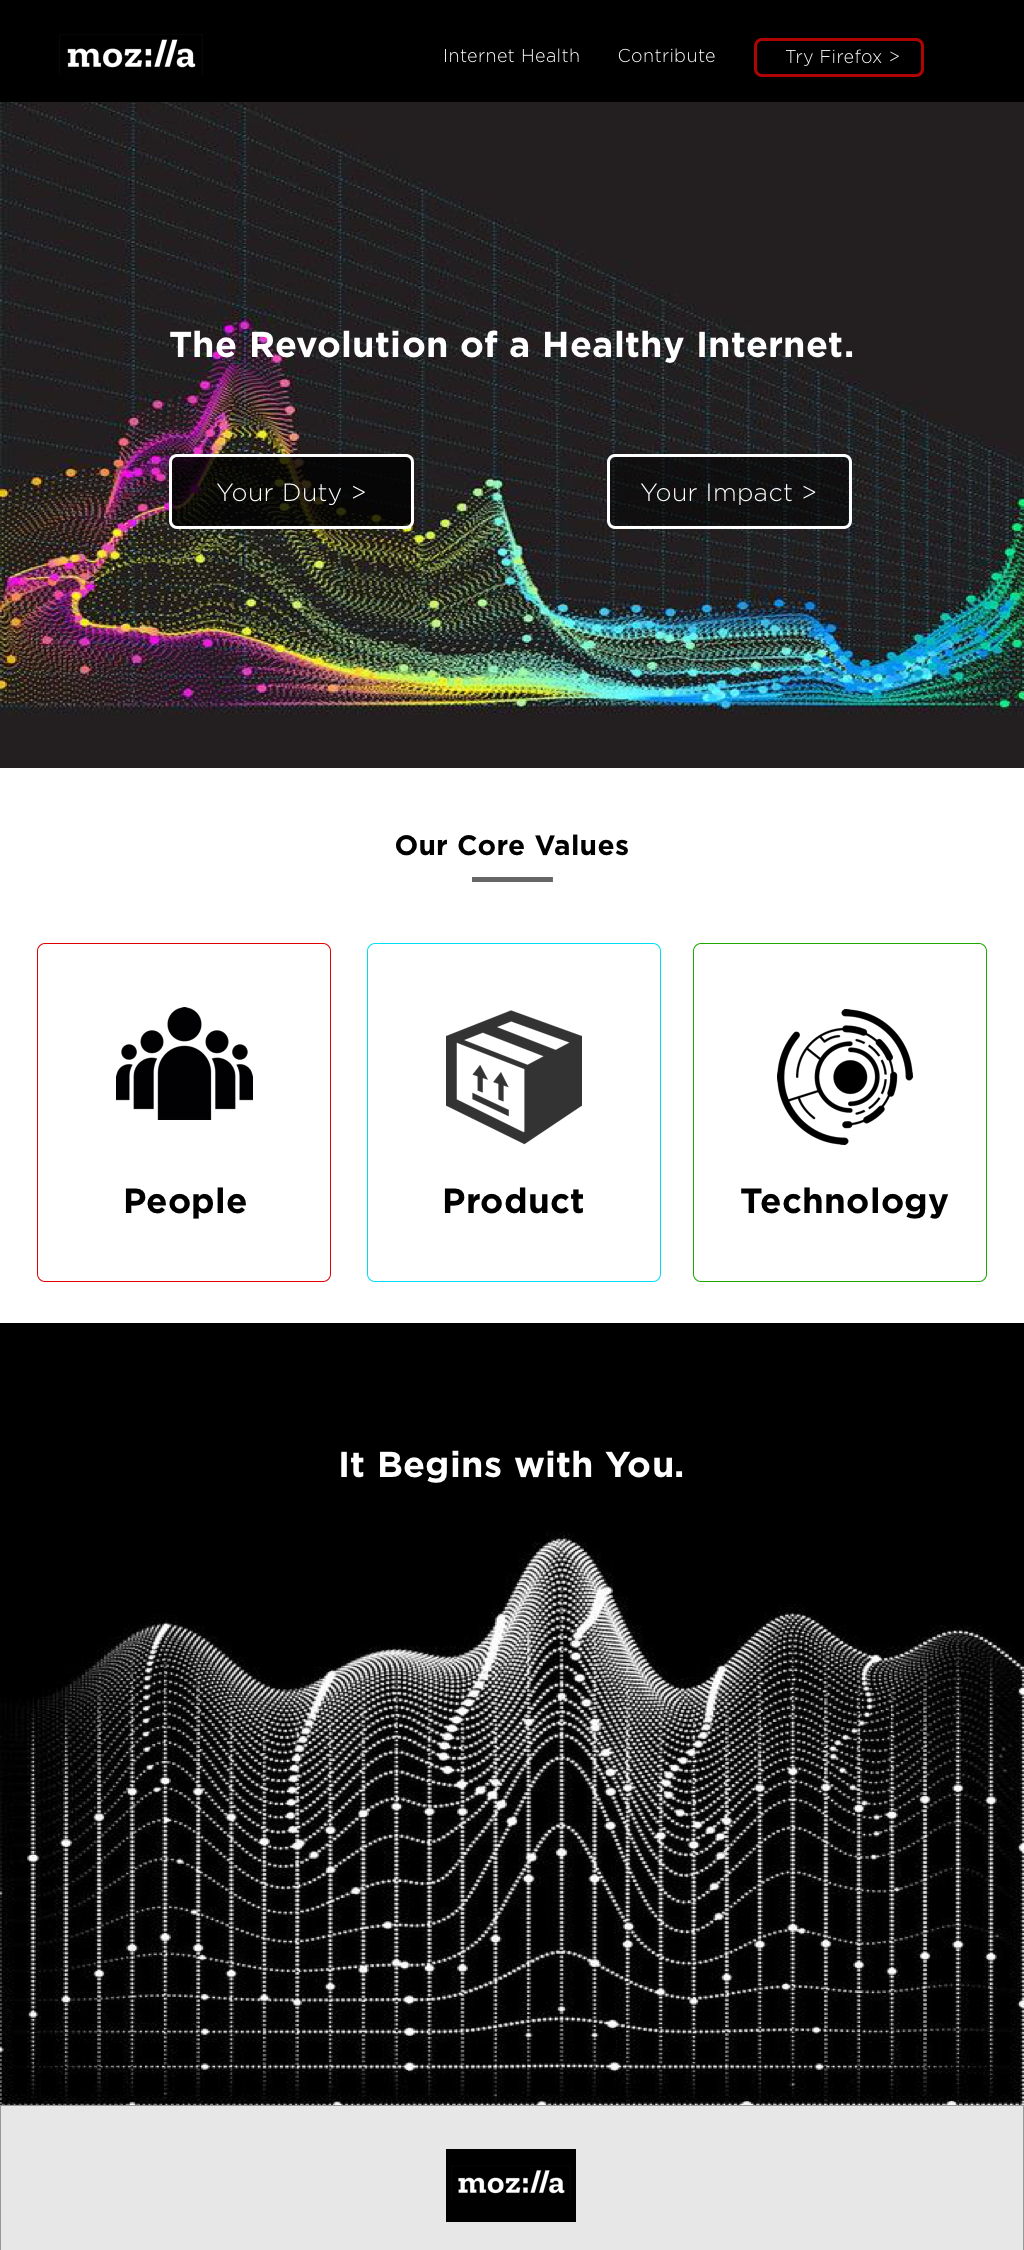 moz://a
Internet Health
Contribute
Try Firefox >
The Revolution of a Healthy Internet.
Your Duty >
Your Impact >
Our Core Values
People
Product
Technology
It Begins with You.
moz://a